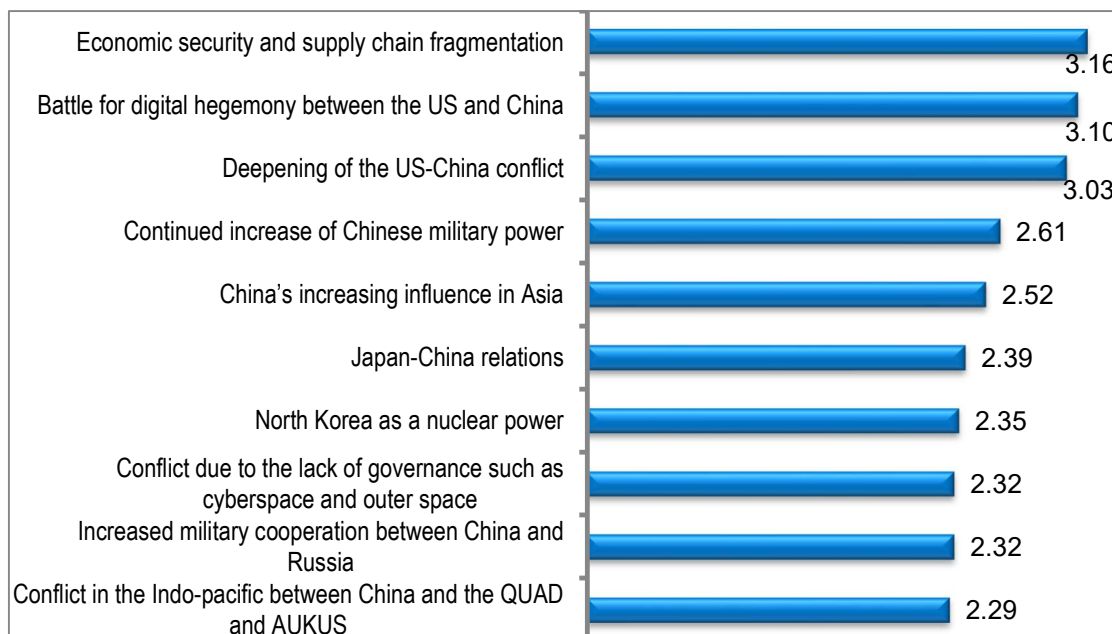 Economic security and supply chain fragmentation
3.16
Battle for digital hegemony between the US and China
3.10
Deepening of the US-China conflict
3.03
Continued increase of Chinese military power
2.61
China’s increasing influence in Asia
2.52
Japan-China relations
2.39
North Korea as a nuclear power
2.35
Conflict due to the lack of governance such as
cyberspace and outer space
2.32
Increased military cooperation between China and
Russia
2.32
Conflict in the Indo-pacific between China and the QUAD
and AUKUS
2.29